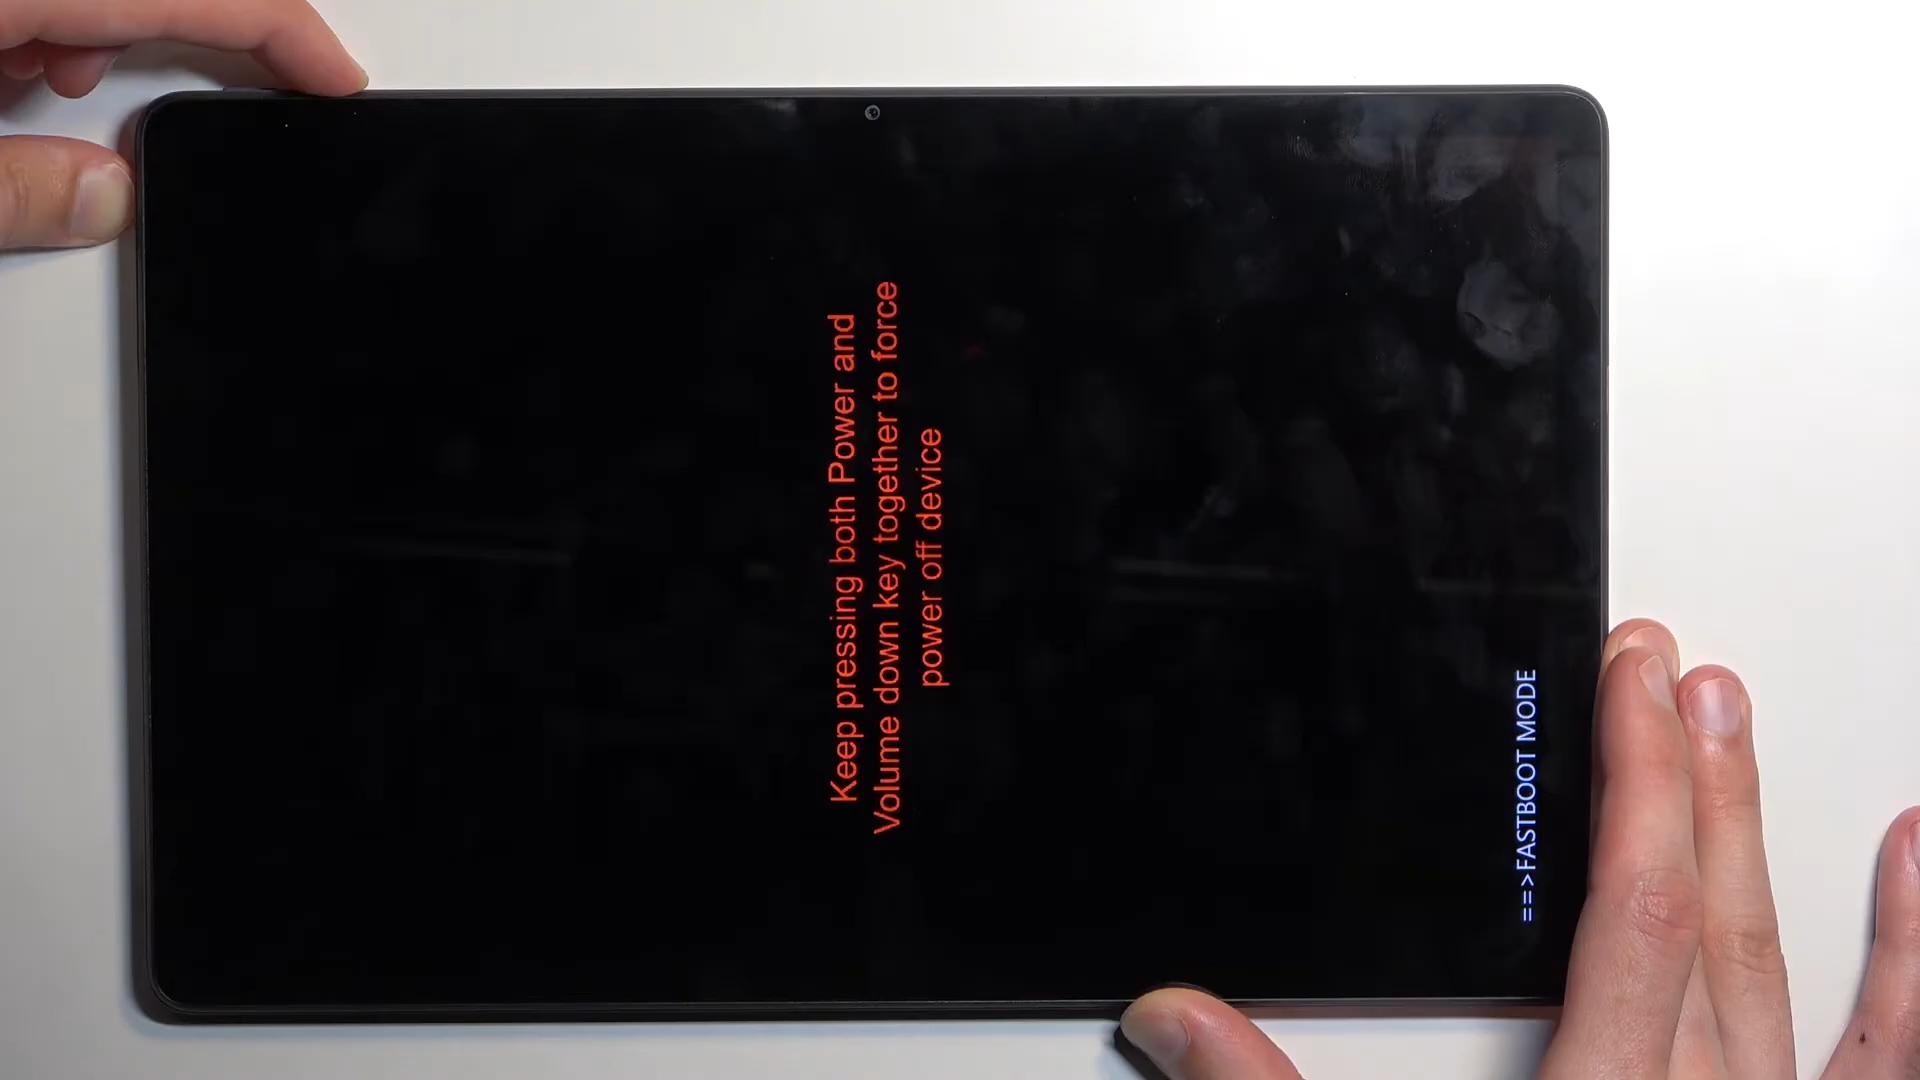 Keep pressing both Power and
Volume down key together to force
power off device
==>FASTBOOT MODE